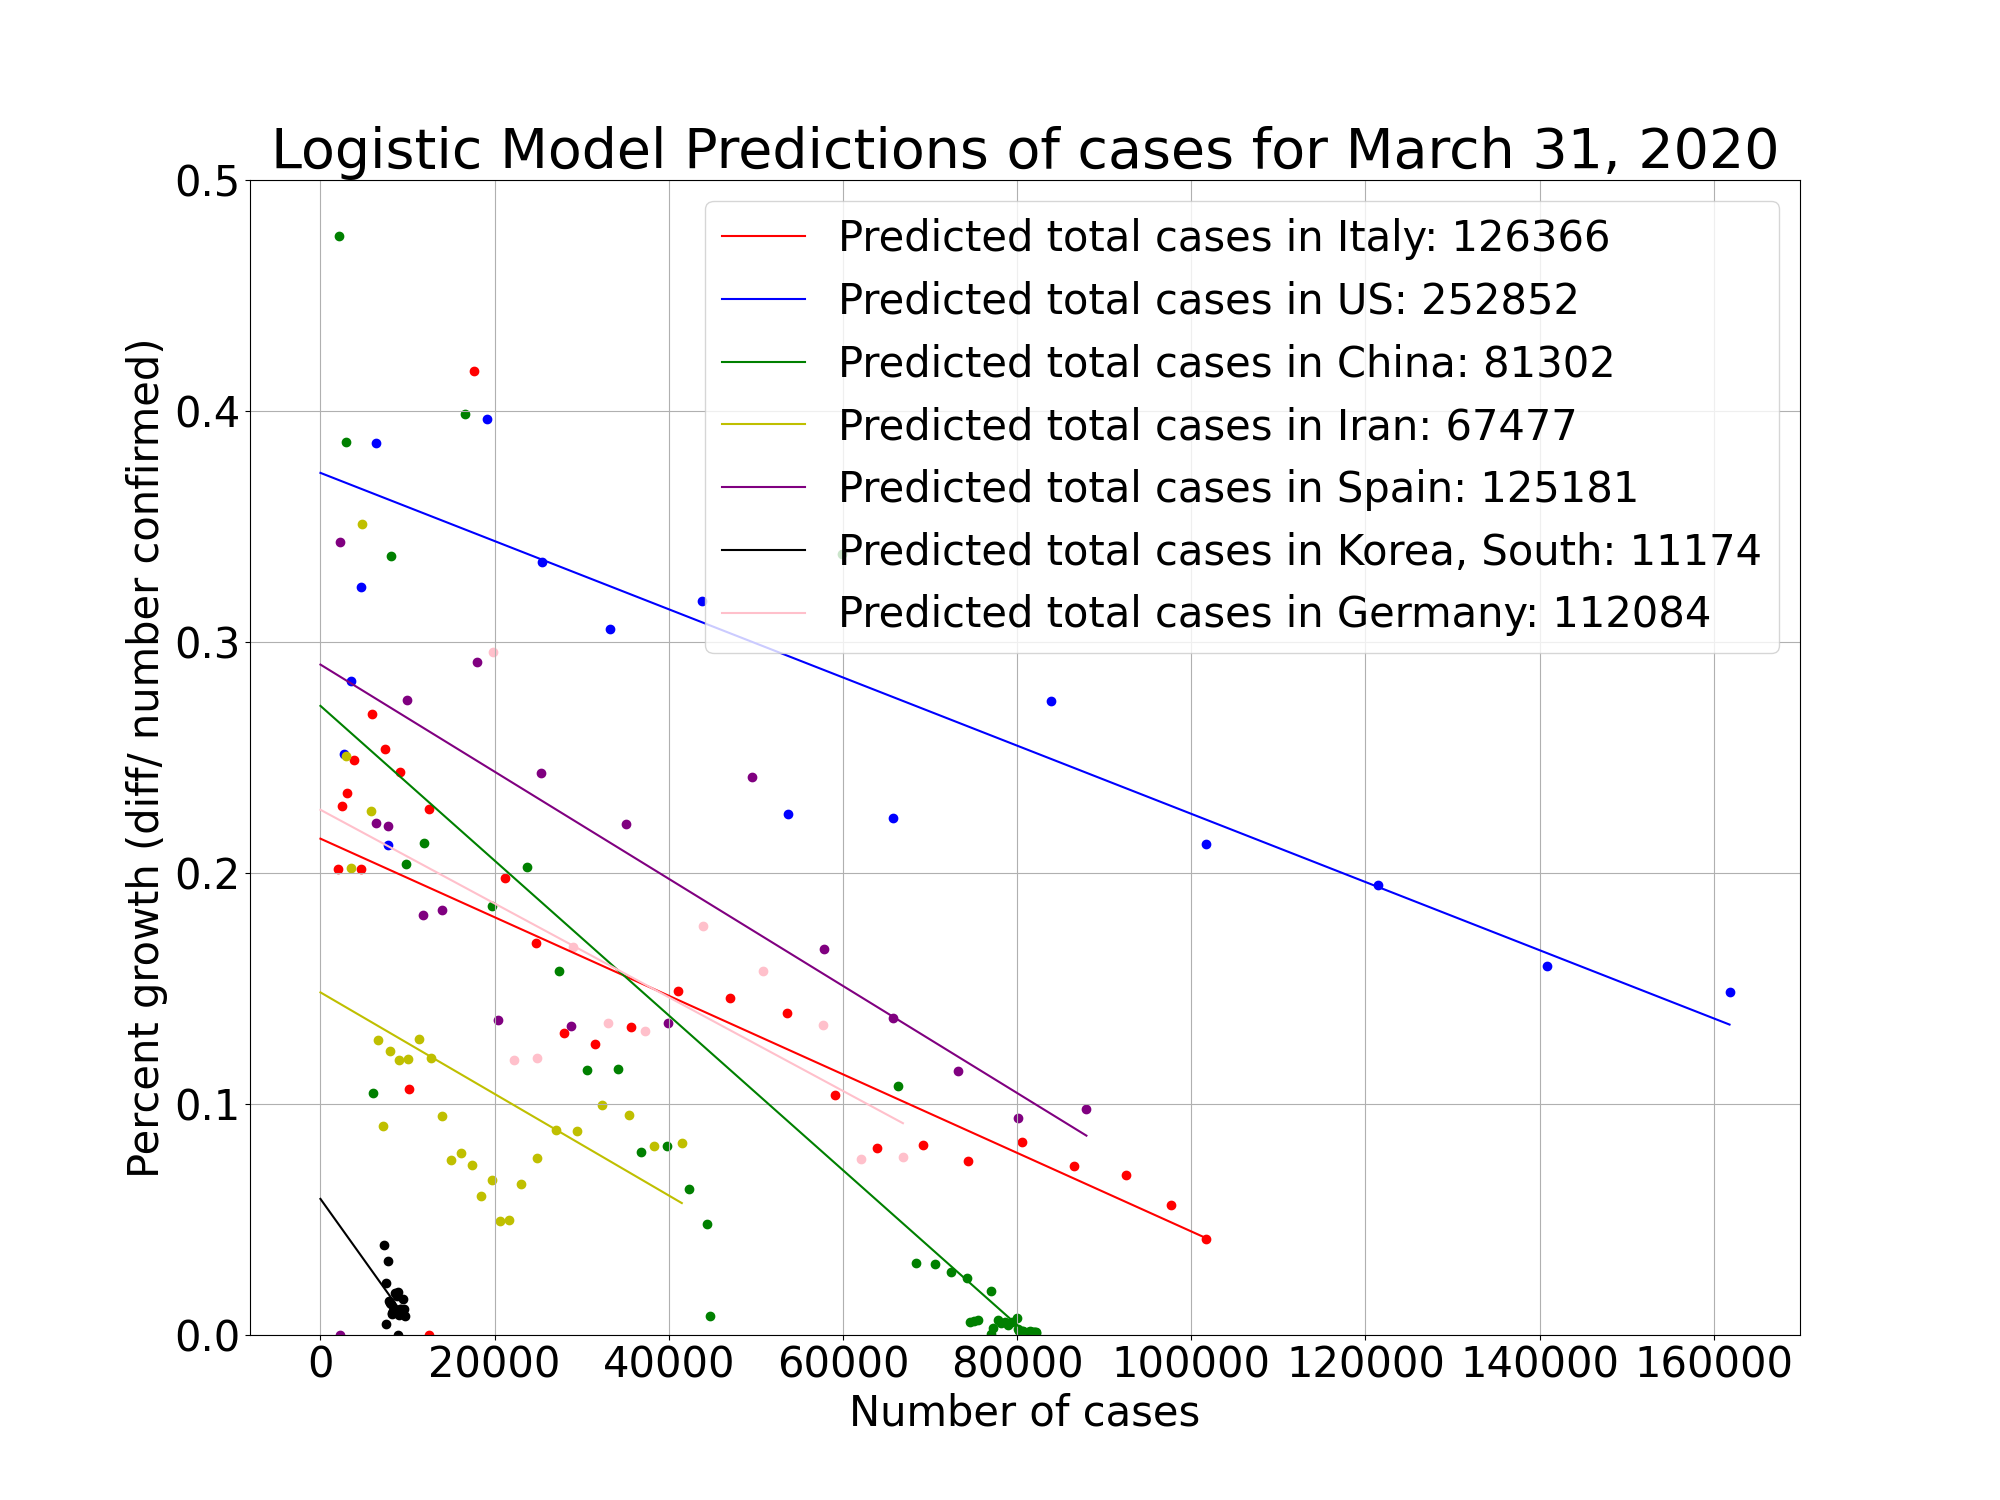 Logistic Model Predictions of cases for March 31, 2020
Percent growth (diff/ number confirmed)
0.5
0.4
0.3
0.2
0.1
0.0
Predicted total cases in Italy: 126366
Predicted total cases in US: 252852
Predicted total cases in China: 81302
Predicted total cases in Iran: 67477
Predicted total cases in Spain: 125181
Predicted total cases in Korea, South: 11174
Predicted total cases in Germany: 112084
0 20000 40000 60000 80000 100000 120000 140000 160000
Number of cases